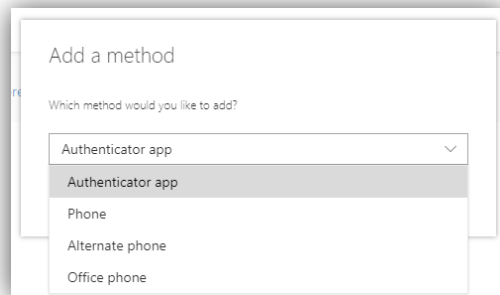 Add a method
Which method would you like to add?
Authenticator app
Authenticator app
Phone
Alternate phone
Office phone